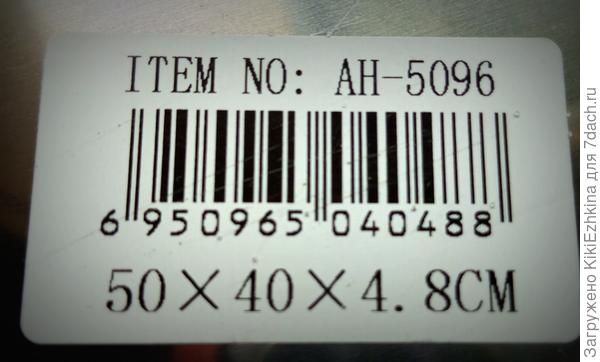 ITEM NO: AH-5096
6 950965 040488
50×40×4.8CM
Загружено KikiEzhkina для 7dach.ru